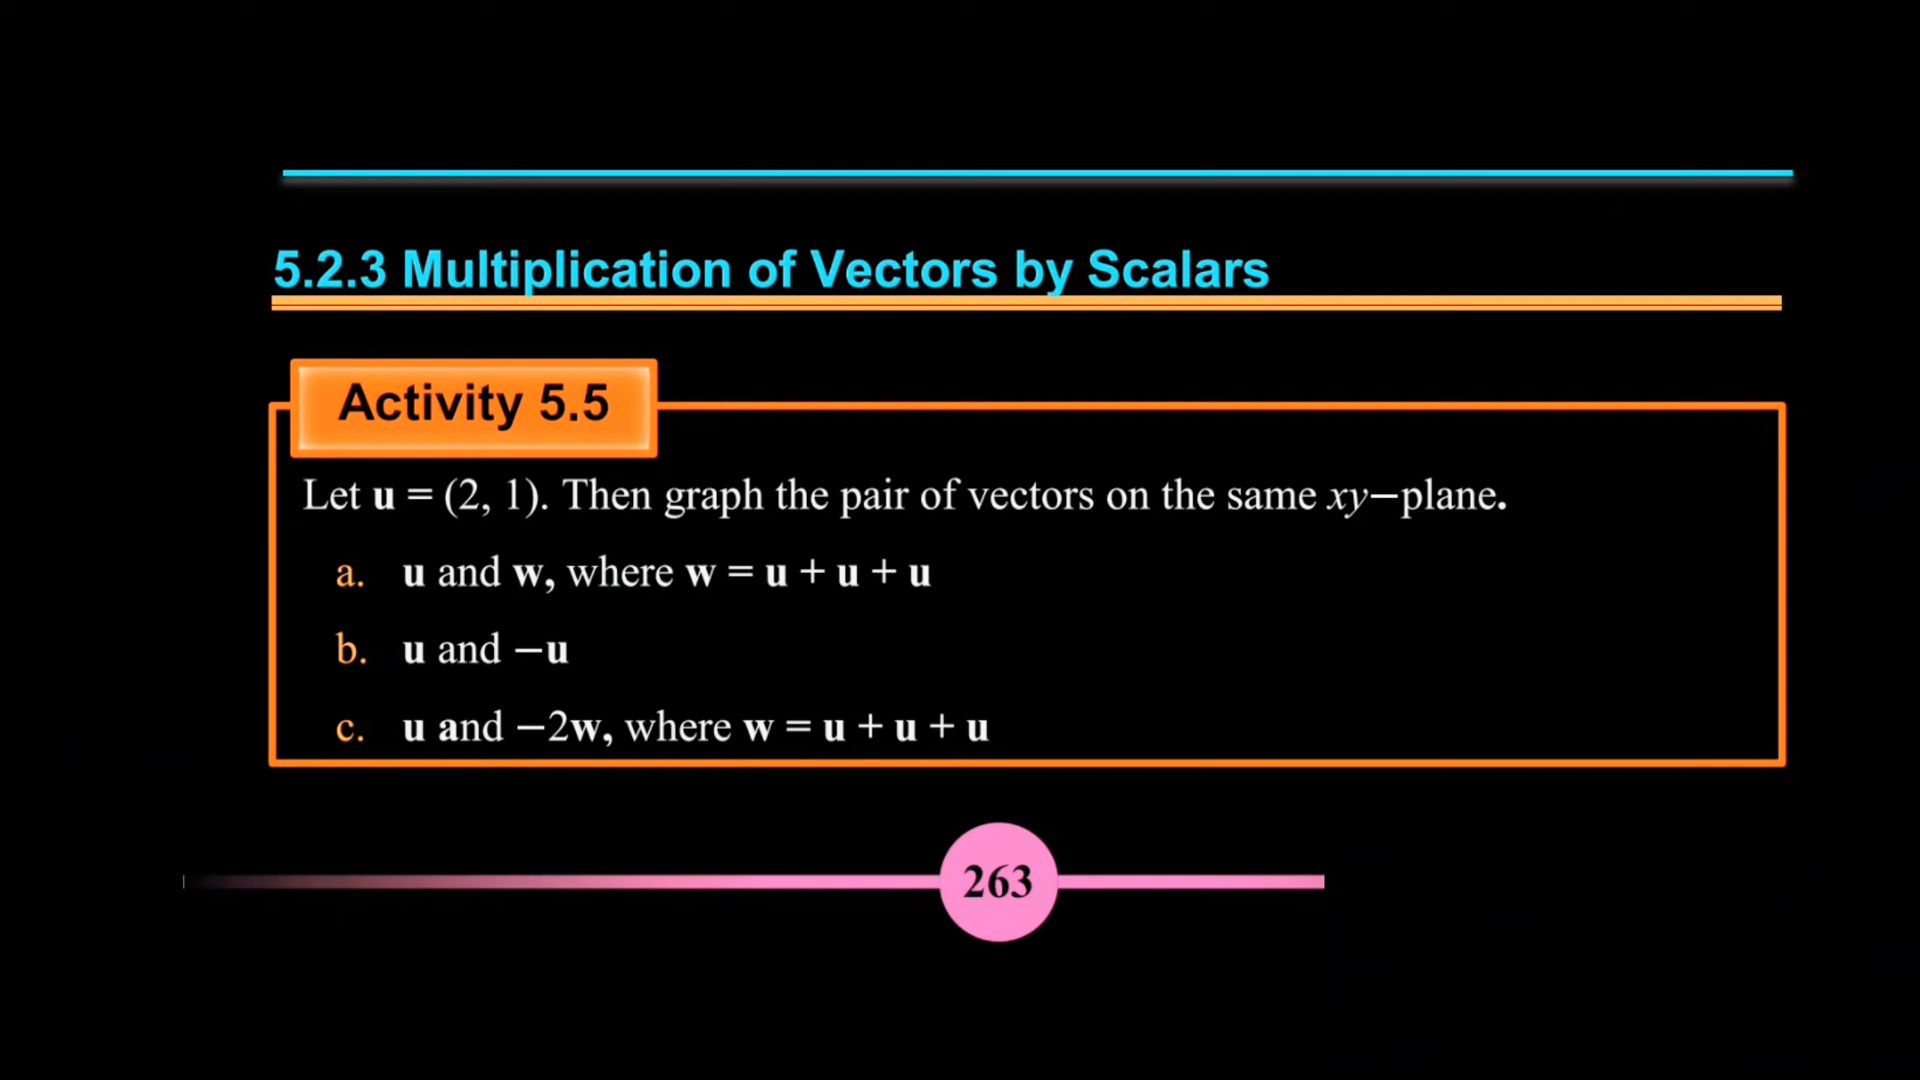 5.2.3 Multiplication of Vectors by Scalars
Activity 5.5
Let u = (2, 1). Then graph the pair of vectors on the same xy−plane.
a. u and w, where w = u + u + u
b. u and −u
c. u and −2w, where w = u + u + u
263